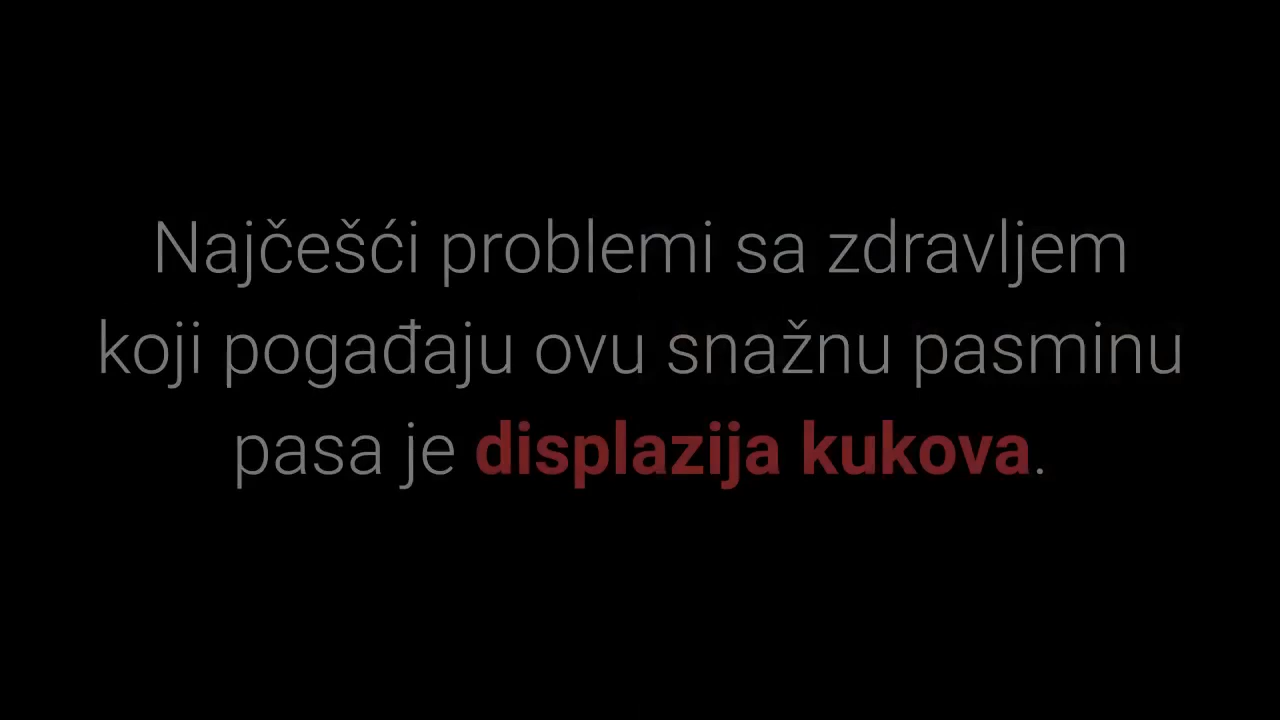 Najčešći problemi sa zdravljem
koji pogađaju ovu snažnu pasminu
pasa je displazija kukova.